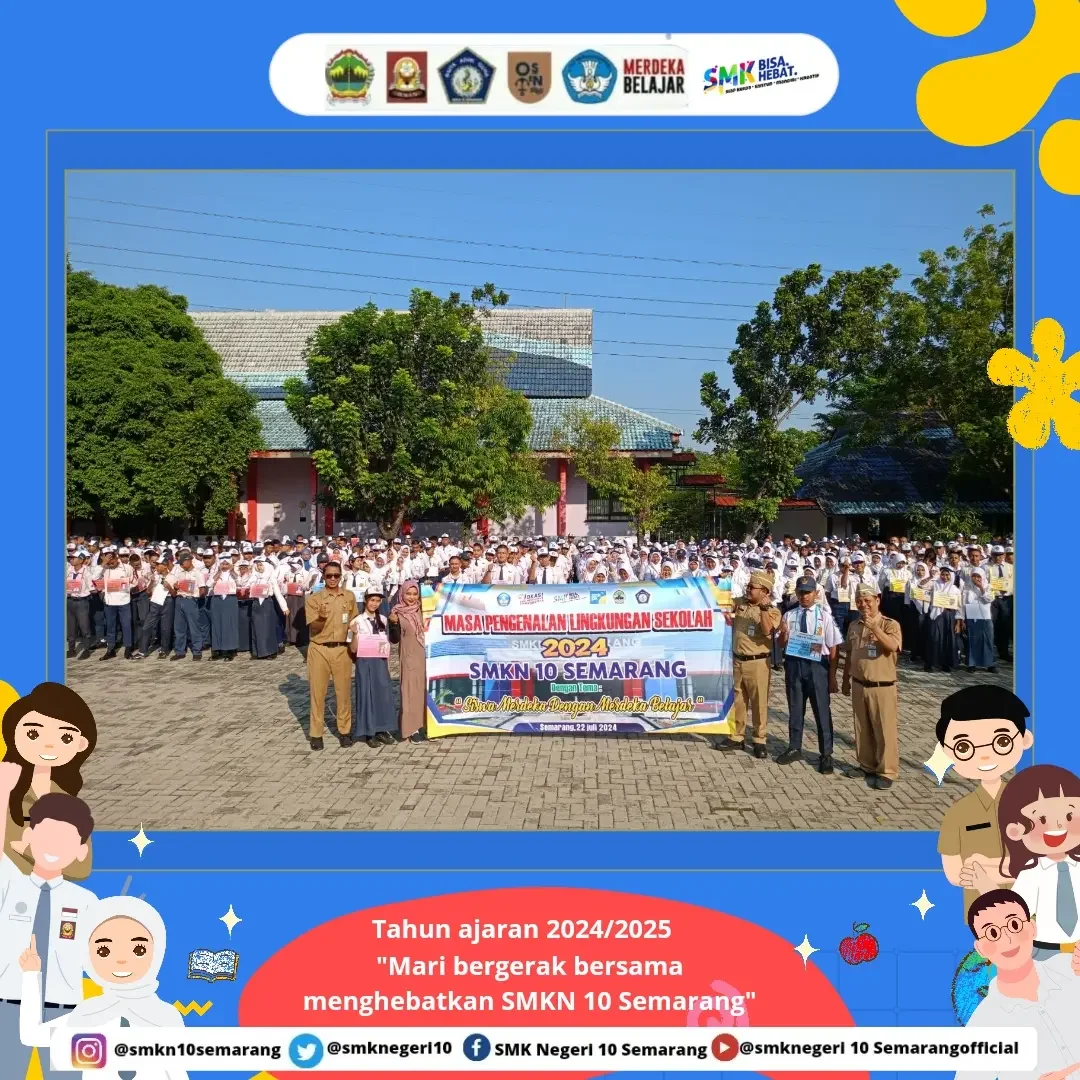 MERDEKA
BELAJAR
SMK BISA.
HEBAT.
MASA PENGENALAN LINGKUNGAN SEKOLAH
2024
SMKN 10 SEMARANG
Dengan Tema :
"Siswa Merdeka Dengan Merdeka Belajar"
Semarang, 22 juli 2024
Tahun ajaran 2024/2025
"Mari bergerak bersama
menghebatkan SMKN 10 Semarang"
@smkn10semarang @smknegeri10 SMK Negeri 10 Semarang @smknegeri 10 Semarangofficial